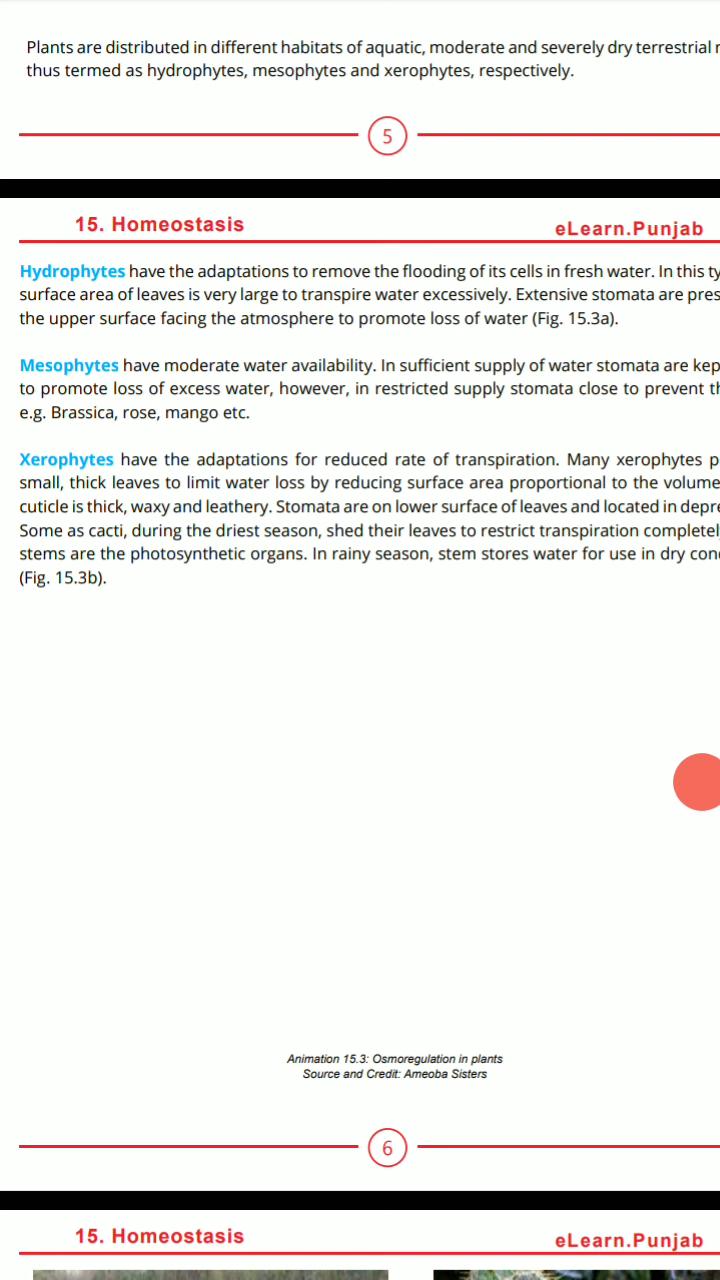 Plants are distributed in different habitats of aquatic, moderate and severely dry terrestrial
thus termed as hydrophytes, mesophytes and xerophytes, respectively.
5
15. Homeostasis
eLearn.Punjab
Hydrophytes have the adaptations to remove the flooding of its cells in fresh water. In this
surface area of leaves is very large to transpire water excessively. Extensive stomata are
the upper surface facing the atmosphere to promote loss of water (Fig. 15.3a).
Mesophytes have moderate water availability. In sufficient supply of water stomata are
to promote loss of excess water, however, in restricted supply stomata close to prevent
e.g. Brassica, rose, mango etc.
Xerophytes have the adaptations for reduced rate of transpiration. Many xerophytes
small, thick leaves to limit water loss by reducing surface area proportional to the volume
cuticle is thick, waxy and leathery. Stomata are on lower surface of leaves and located in
Some as cacti, during the driest season, shed their leaves to restrict transpiration
stems are the photosynthetic organs. In rainy season, stem stores water for use in dry
(Fig. 15.3b).
Animation 15.3: Osmoregulation in plants
Source and Credit: Ameoba Sisters
6
15. Homeostasis
eLearn.Punjab